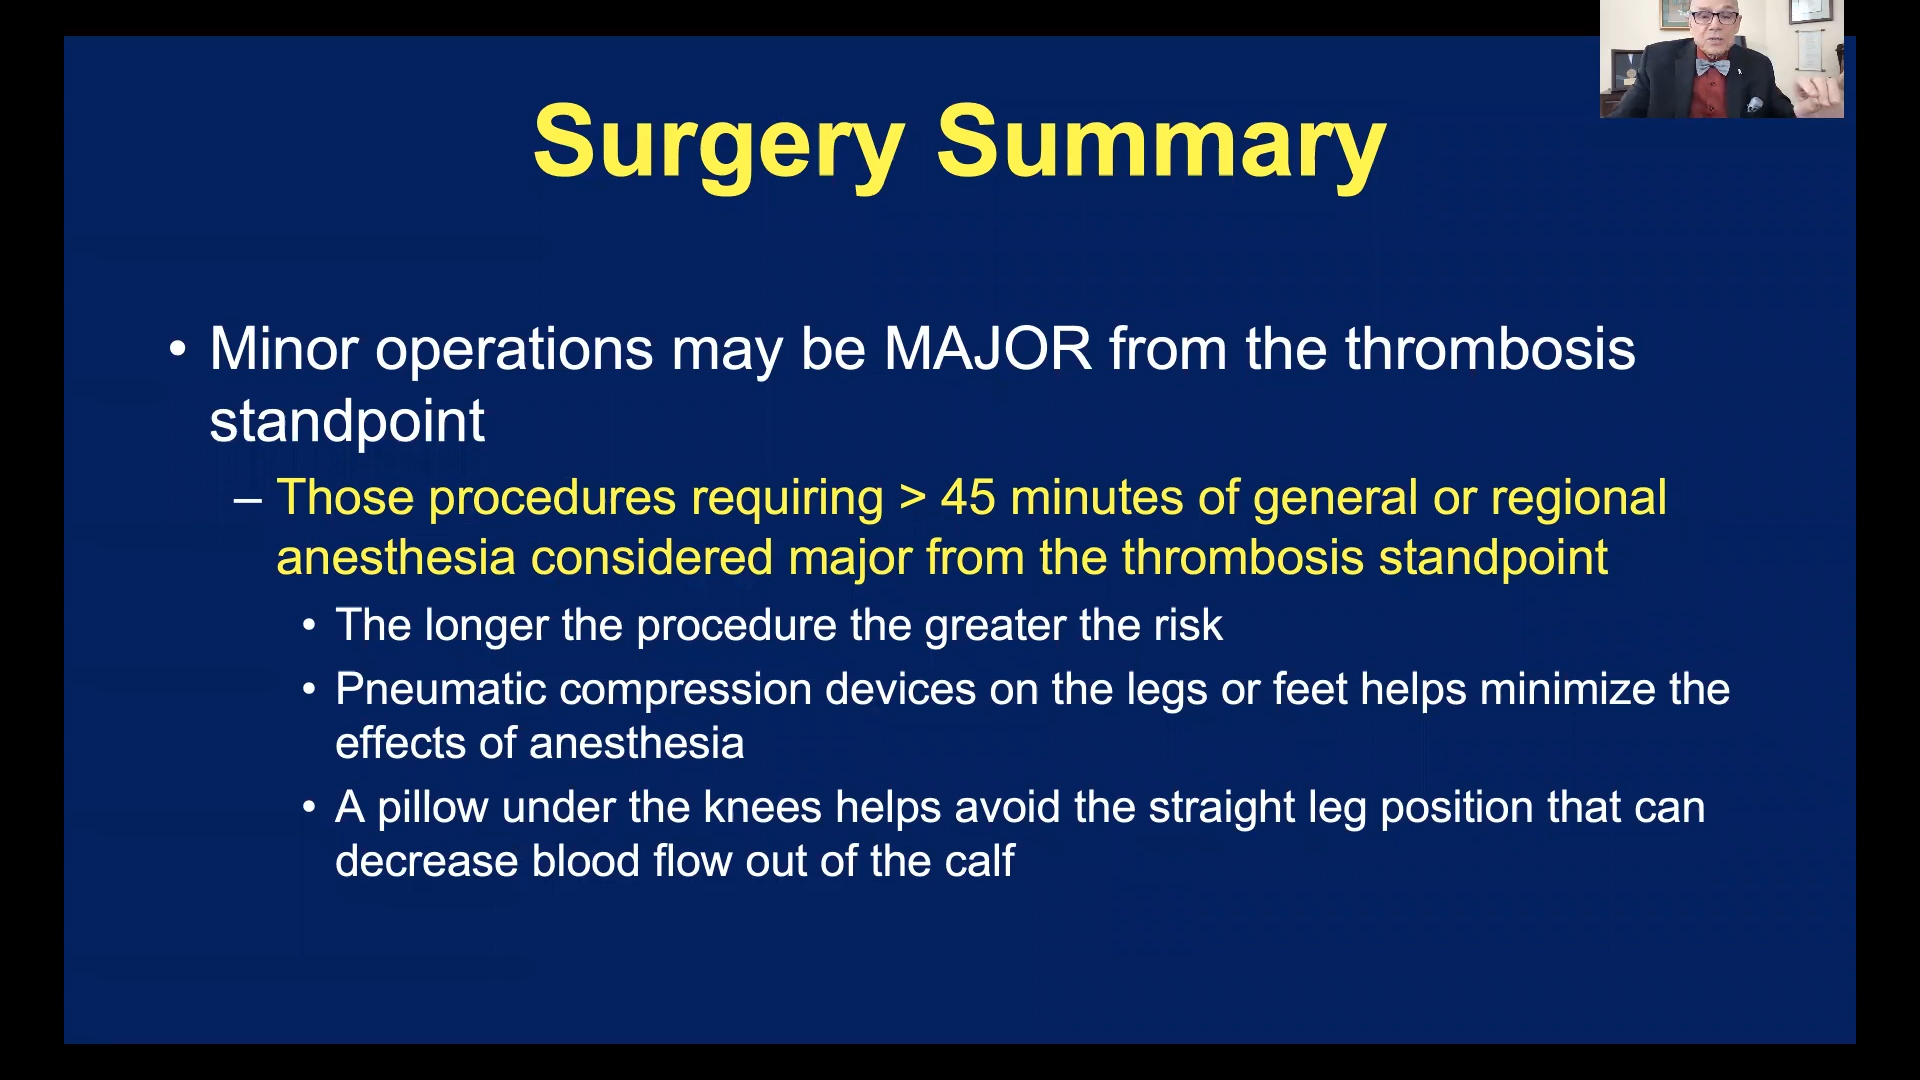 Surgery Summary
• Minor operations may be MAJOR from the thrombosis
standpoint
– Those procedures requiring > 45 minutes of general or regional
anesthesia considered major from the thrombosis standpoint
• The longer the procedure the greater the risk
• Pneumatic compression devices on the legs or feet helps minimize the
effects of anesthesia
• A pillow under the knees helps avoid the straight leg position that can
decrease blood flow out of the calf